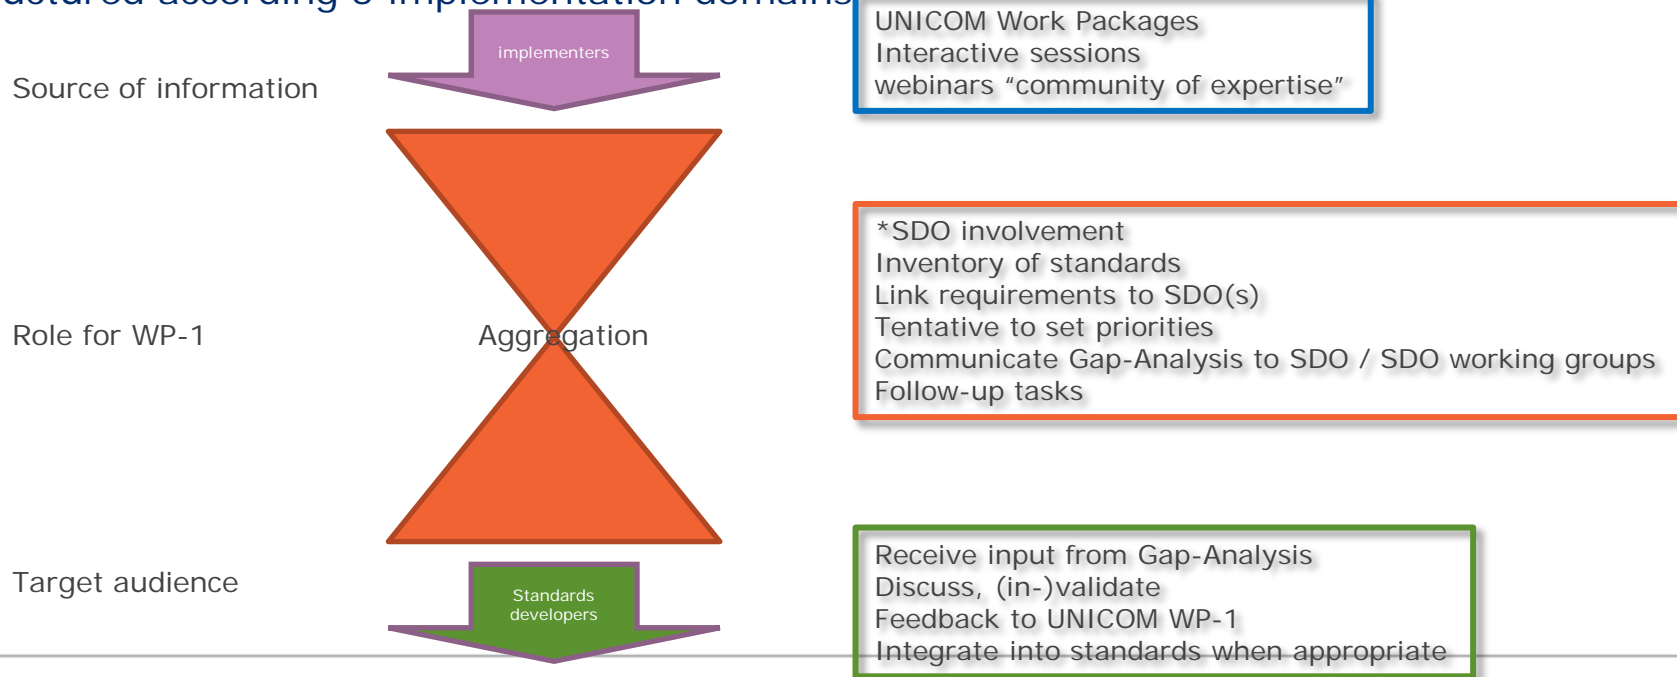 implementers
UNICOM Work Packages
Interactive sessions
webinars “community of expertise”
Source of information
*SDO involvement
Inventory of standards
Link requirements to SDO(s)
Tentative to set priorities
Communicate Gap-Analysis to SDO / SDO working groups
Follow-up tasks
Role for WP-1
Aggregation
Receive input from Gap-Analysis
Discuss, (in-)validate
Feedback to UNICOM WP-1
Integrate into standards when appropriate
Target audience
Standards
developers